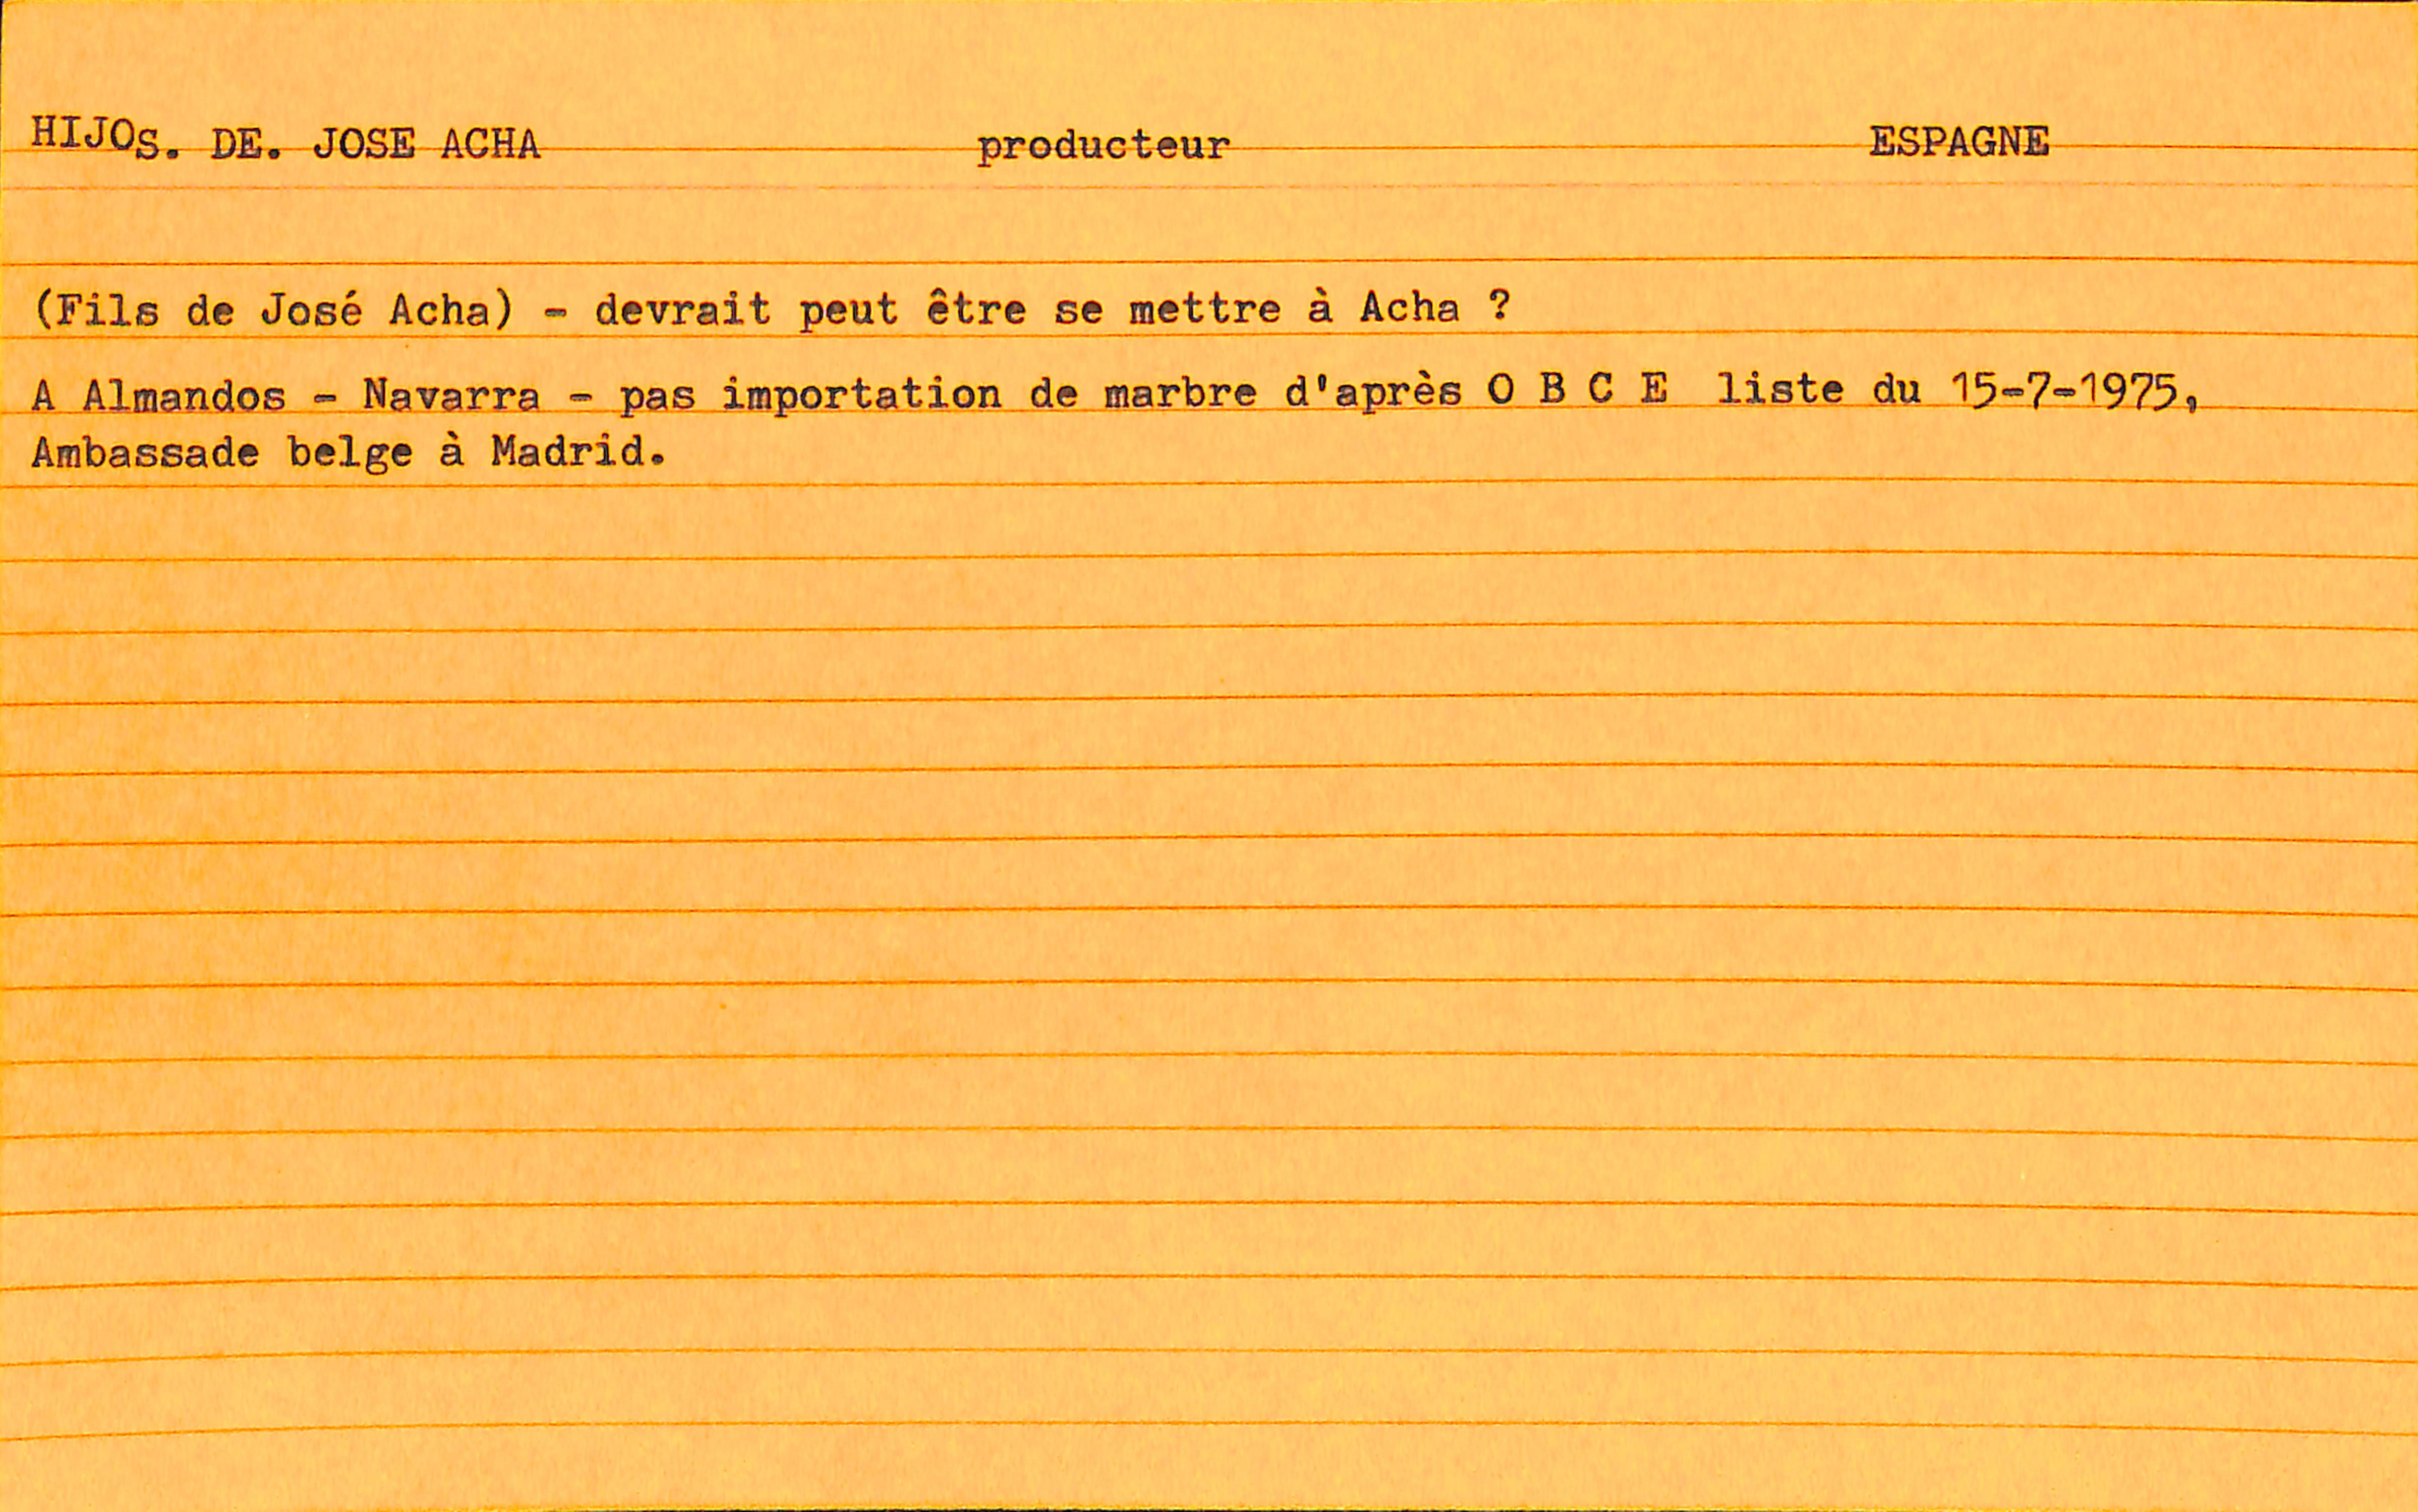 HIJOs. DE. JOSE ACHA producteur ESPAGNE
(Fils de José Acha) - devrait peut être se mettre à Acha ?
A Almandos - Navarra - pas importation de marbre d'après O B C E liste du 15-7-1975,
Ambassade belge à Madrid.